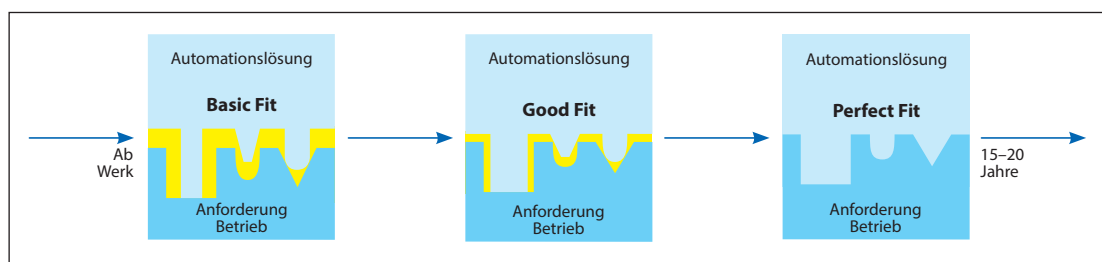 Ab
Werk
Automationslösung
Basic Fit
Anforderung
Betrieb
Automationslösung
Good Fit
Anforderung
Betrieb
Automationslösung
Perfect Fit
Anforderung
Betrieb
15–20
Jahre